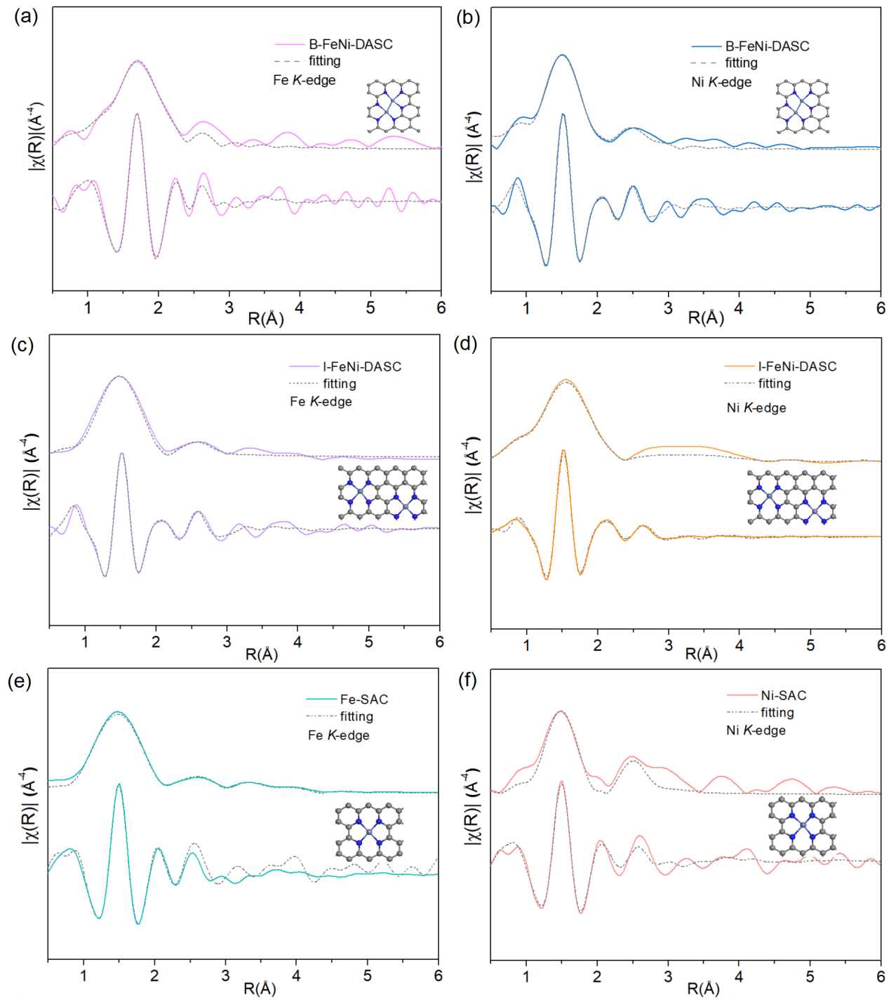 (a)
B-FeNi-DASC
fitting
Fe K-edge
|χ(R)|(Å⁻⁴)
1 2 3 4 5 6
R(Å)
(b)
B-FeNi-DASC
fitting
Ni K-edge
|χ(R)| (Å⁻⁴)
1 2 3 4 5 6
R(Å)
(c)
I-FeNi-DASC
fitting
Fe K-edge
|χ(R)| (Å⁻⁴)
1 2 3 4 5 6
R(Å)
(d)
I-FeNi-DASC
fitting
Ni K-edge
|χ(R)| (Å⁻⁴)
1 2 3 4 5 6
R(Å)
(e)
Fe-SAC
fitting
Fe K-edge
|χ(R)| (Å⁻⁴)
1 2 3 4 5 6
R(Å)
(f)
Ni-SAC
fitting
Ni K-edge
|χ(R)| (Å⁻⁴)
1 2 3 4 5 6
R(Å)